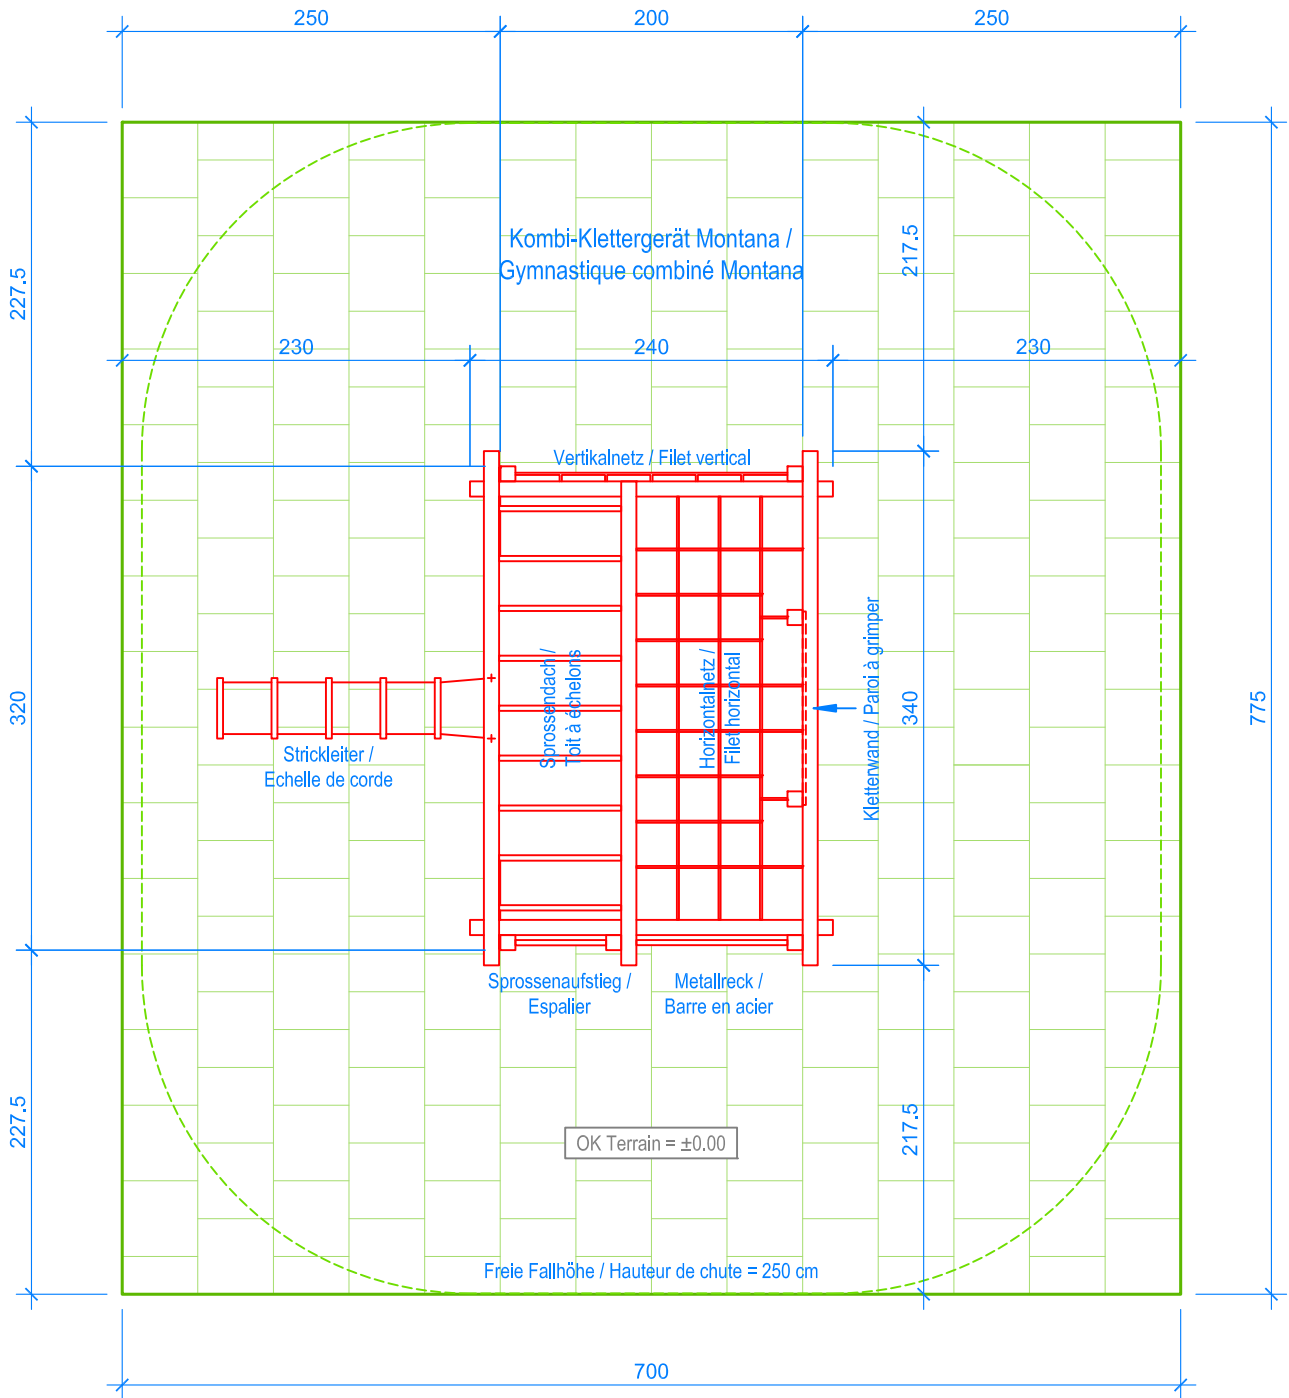 250
200
250
Kombi-Klettergerät Montana /
Gymnastique combiné Montana
217.5
227.5
230
240
230
Vertikalnetz / Filet vertical
Sprossendach /
Toit à échelons
Horizontalnetz /
Filet horizontal
Kletterwand / Paroi à grimper
340
320
775
Strickleiter /
Echelle de corde
Sprossenaufstieg /
Espalier
Metallreck /
Barre en acier
227.5
217.5
OK Terrain = ±0.00
Freie Fallhöhe / Hauteur de chute = 250 cm
700